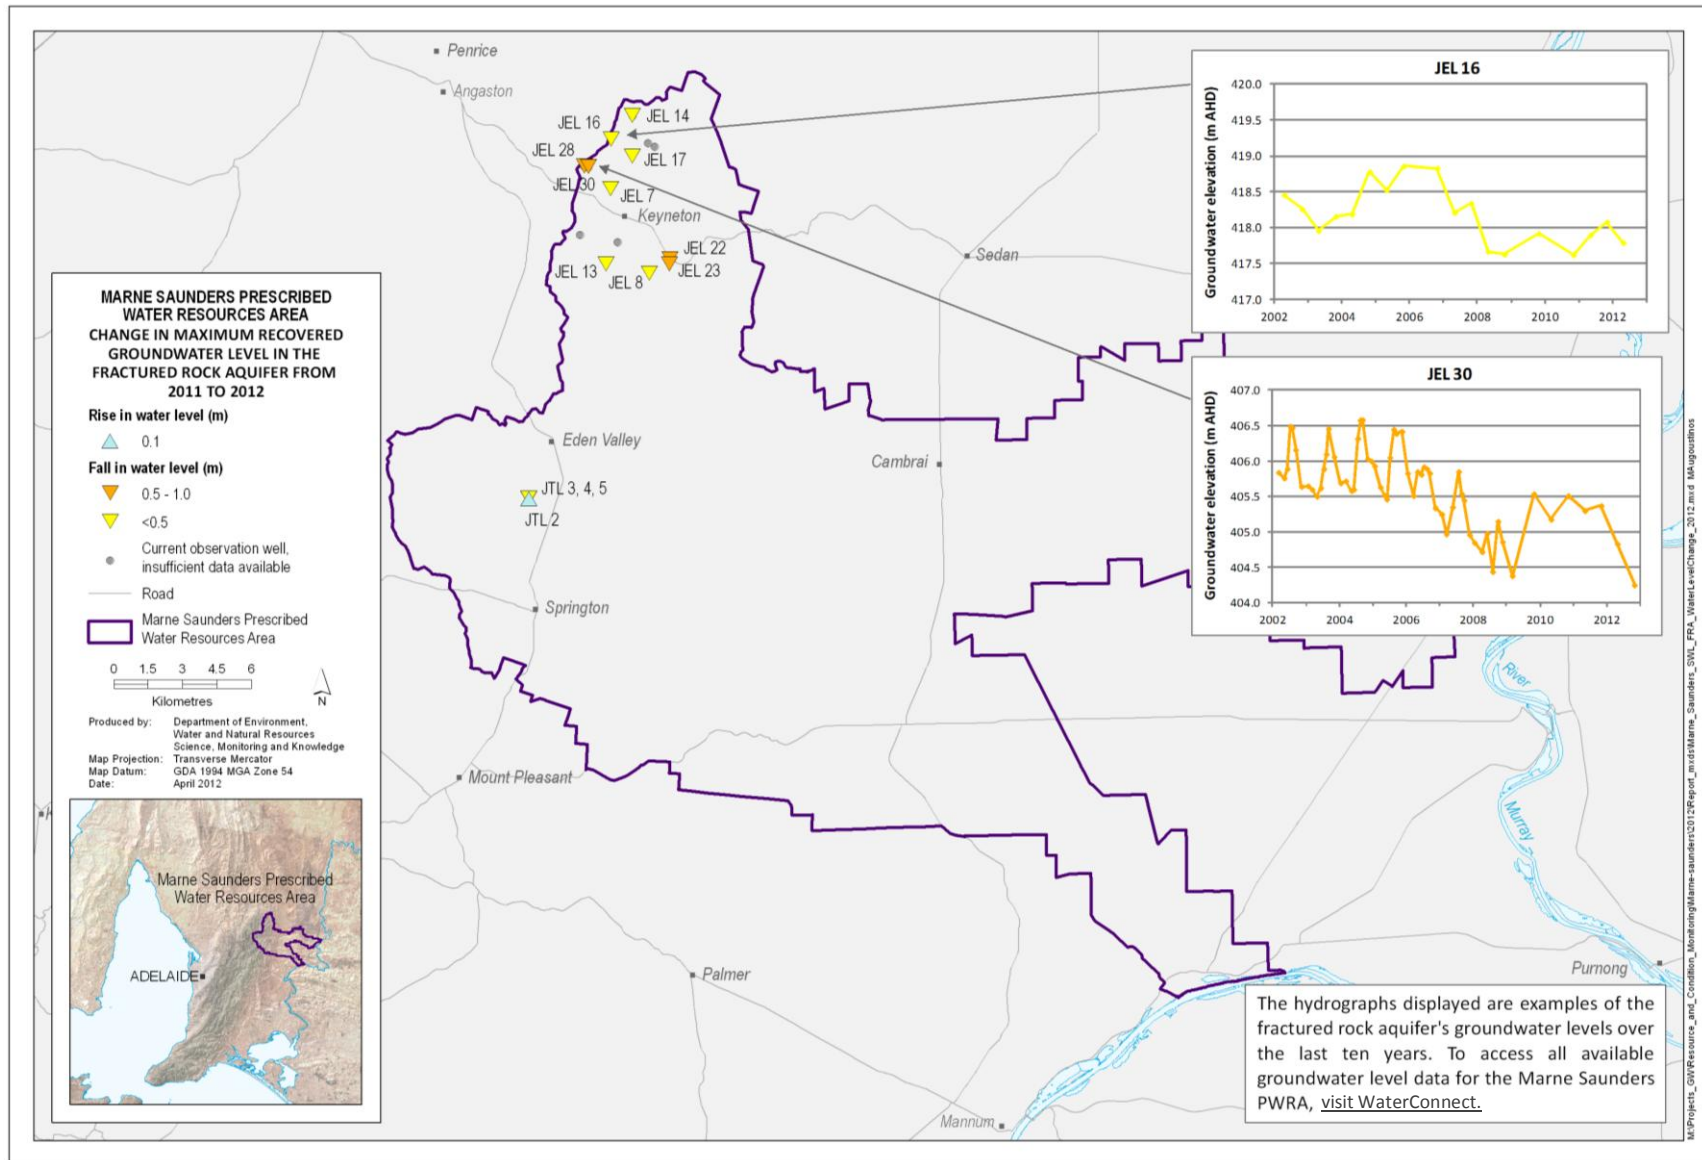 Penrice
Angaston
JEL 14
JEL 16
JEL 28
JEL 17
JEL 30
JEL 7
Keyneton
JEL 22
JEL 13
JEL 23
JEL 8
Sedan
Eden Valley
Cambrai
JTL 3, 4, 5
JTL 2
Springton
Mount Pleasant
Palmer
Mannum
Purnong
River
Murray
MARNE SAUNDERS PRESCRIBED
WATER RESOURCES AREA
CHANGE IN MAXIMUM RECOVERED
GROUNDWATER LEVEL IN THE
FRACTURED ROCK AQUIFER FROM
2011 TO 2012
Rise in water level (m)
0.1
Fall in water level (m)
0.5 - 1.0
<0.5
Current observation well,
insufficient data available
Road
Marne Saunders Prescribed
Water Resources Area
0 1.5 3 4.5 6
Kilometres
N
Produced by: Department of Environment,
Water and Natural Resources
Science, Monitoring and Knowledge
Map Projection: Transverse Mercator
Map Datum: GDA 1994 MGA Zone 54
Date: April 2012
Marne Saunders Prescribed
Water Resources Area
ADELAIDE
JEL 16
Groundwater elevation (m AHD)
420.0
419.5
419.0
418.5
418.0
417.5
417.0
2002 2004 2006 2008 2010 2012
JEL 30
Groundwater elevation (m AHD)
407.0
406.5
406.0
405.5
405.0
404.5
404.0
2002 2004 2006 2008 2010 2012
The hydrographs displayed are examples of the
fractured rock aquifer's groundwater levels over
the last ten years. To access all available
groundwater level data for the Marne Saunders
PWRA, visit WaterConnect.